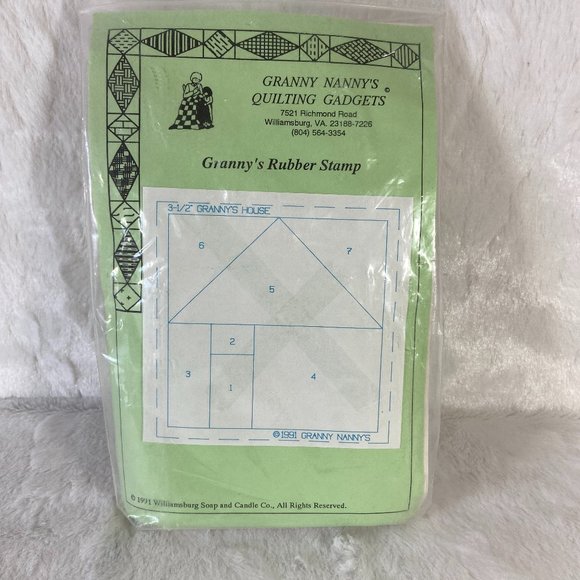 GRANNY NANNY'S
QUILTING GADGETS ©
7521 Richmond Road
Williamsburg, VA. 23188-7226
(804) 564-3354
Granny's Rubber Stamp
3-1/2" GRANNY'S HOUSE
6
7
5
2
3
1
4
©1991 GRANNY NANNY'S
© 1991 Williamsburg Soap and Candle Co., All Rights Reserved.